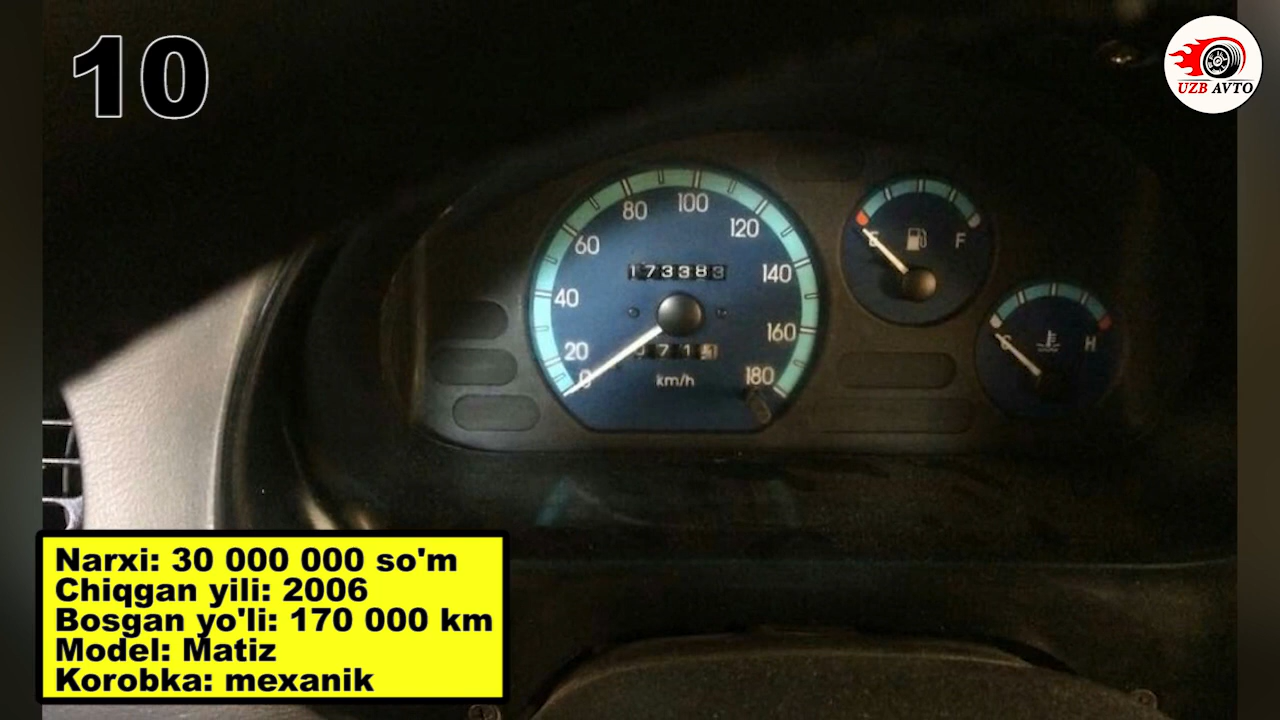 10
UZB AVTO
80 100
60 120
173383
140
40
160
20
0
km/h
180
E F
C H
Narxi: 30 000 000 so'm
Chiqgan yili: 2006
Bosgan yo'li: 170 000 km
Model: Matiz
Korobka: mexanik